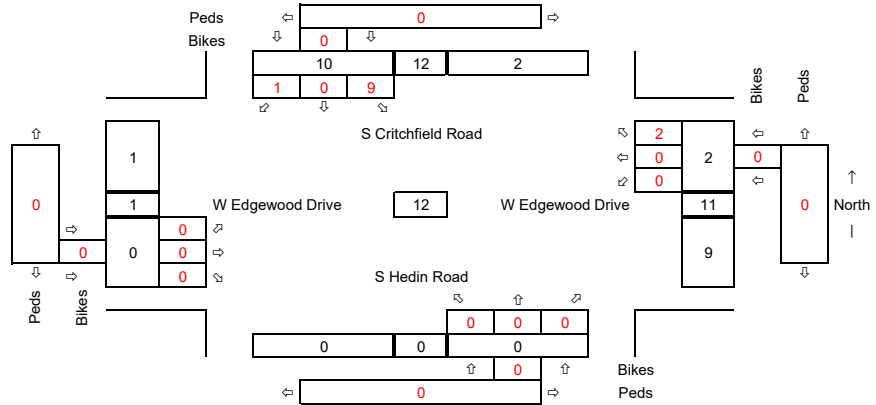 Peds ⇦ 0 ⇨
Bikes ⇩ 0 ⇩
10 12 2
1 0 9
⬃ ⇩ ⬂
Bikes
Peds
S Critchfield Road
⇧
1
⬁ 2
⇦ 0
⬃ 0
2
⇦
0
⇦
⇧
0
⇩
↑
North
|
0
1
W Edgewood Drive
12
W Edgewood Drive
11
⇨
0
⇨
0
0 ⬀
0 ⇨
0 ⬂
9
⇩
Peds
Bikes
S Hedin Road
⬁ ⇧ ⬀
0 0 0
0 0 0
⇧ 0 ⇧ Bikes
⇦ 0 ⇨ Peds